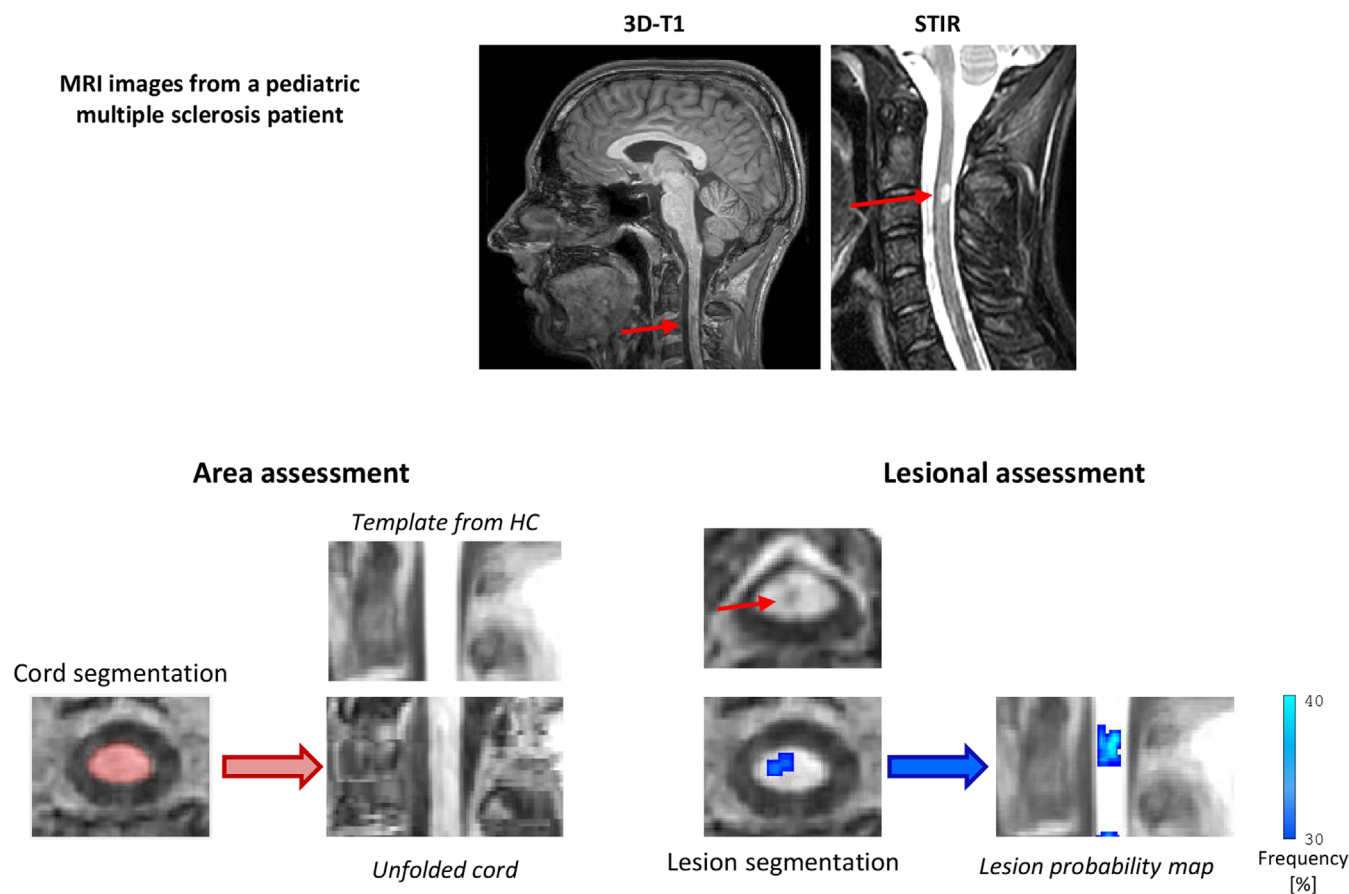 3D-T1
STIR
MRI images from a pediatric
multiple sclerosis patient
Area assessment
Lesional assessment
Template from HC
Cord segmentation
Unfolded cord
Lesion segmentation
Lesion probability map
40
30
Frequency
[%]